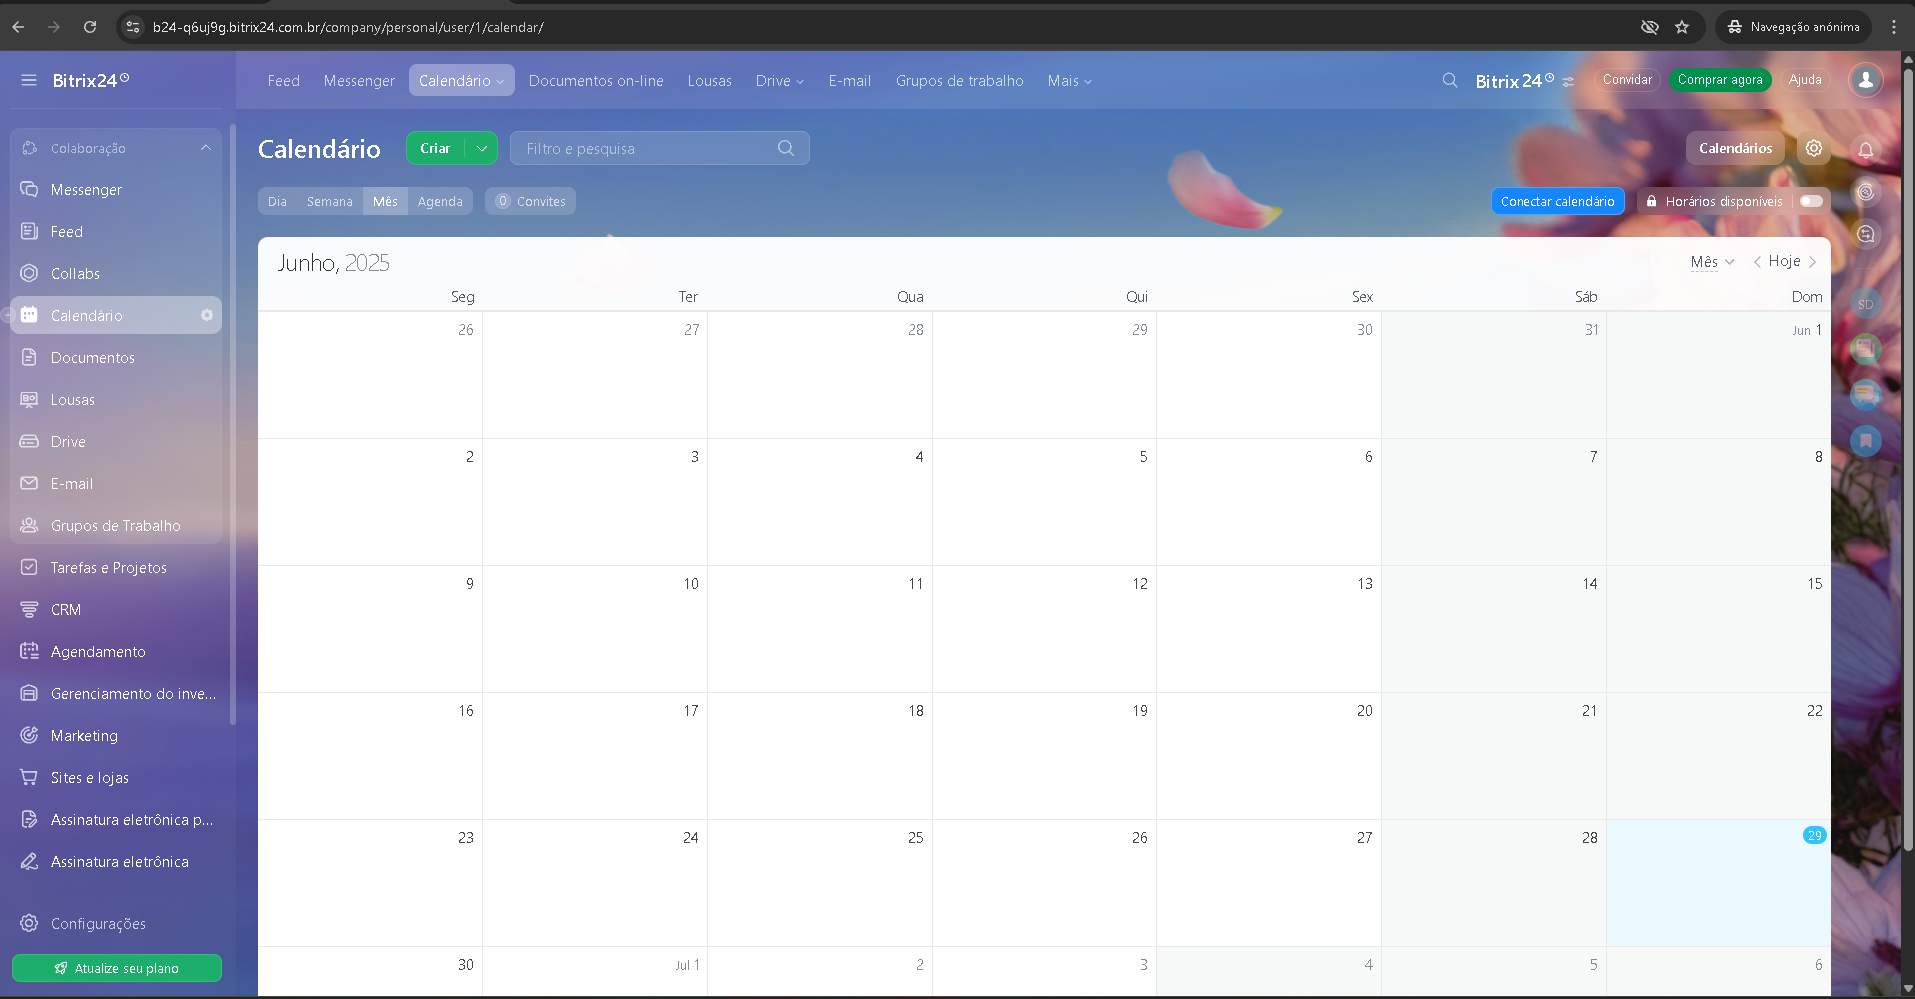 b24-q6uj9g.bitrix24.com.br/company/personal/user/1/calendar/
Navegação anónima
Bitrix24
Feed
Messenger
Calendário
Documentos on-line
Lousas
Drive
E-mail
Grupos de trabalho
Mais
Bitrix 24
Convidar
Comprar agora
Ajuda
Colaboração
Messenger
Feed
Collabs
Calendário
Documentos
Lousas
Drive
E-mail
Grupos de Trabalho
Tarefas e Projetos
CRM
Agendamento
Gerenciamento do inve...
Marketing
Sites e lojas
Assinatura eletrônica p...
Assinatura eletrônica
Configurações
Atualize seu plano
Calendário
Criar
Filtro e pesquisa
Calendários
Dia
Semana
Mês
Agenda
0 Convites
Conectar calendário
Horários disponíveis
Junho, 2025
Mês
Hoje
Seg Ter Qua Qui Sex Sáb Dom
26 27 28 29 30 31 Jun 1
2 3 4 5 6 7 8
9 10 11 12 13 14 15
16 17 18 19 20 21 22
23 24 25 26 27 28 29
30 Jul 1 2 3 4 5 6
SD